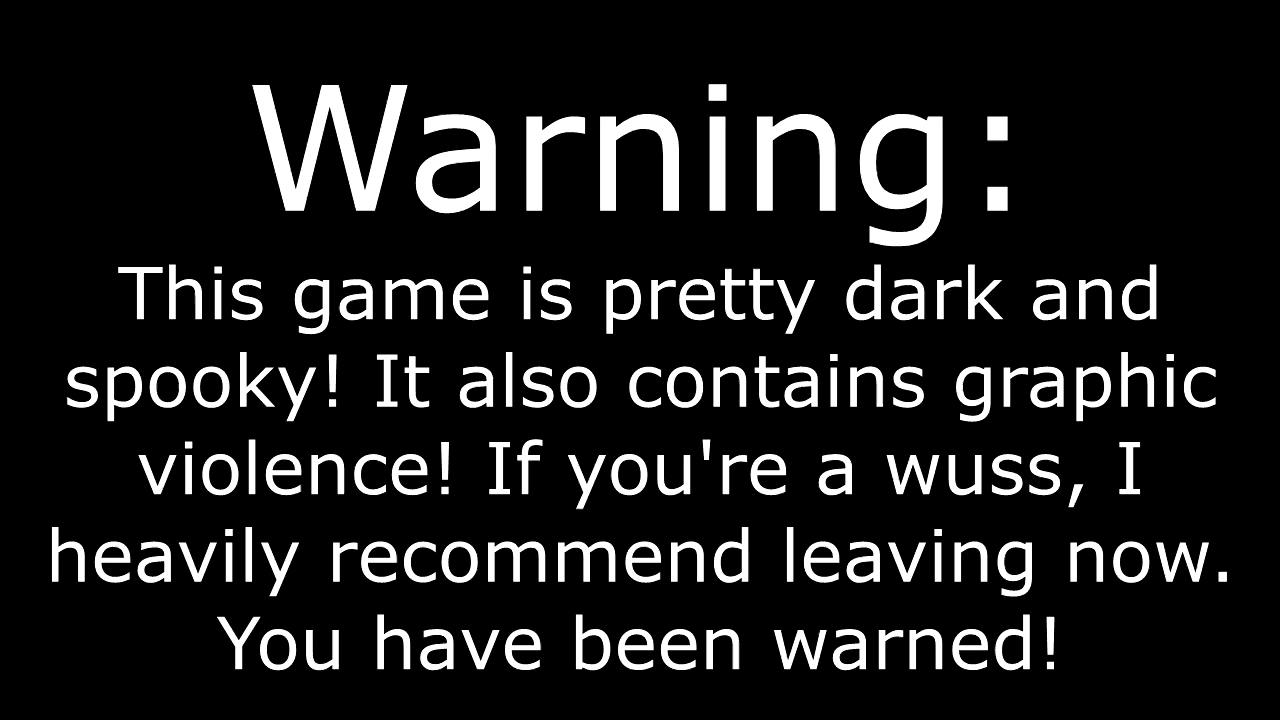 Warning:
This game is pretty dark and
spooky! It also contains graphic
violence! If you're a wuss, I
heavily recommend leaving now.
You have been warned!